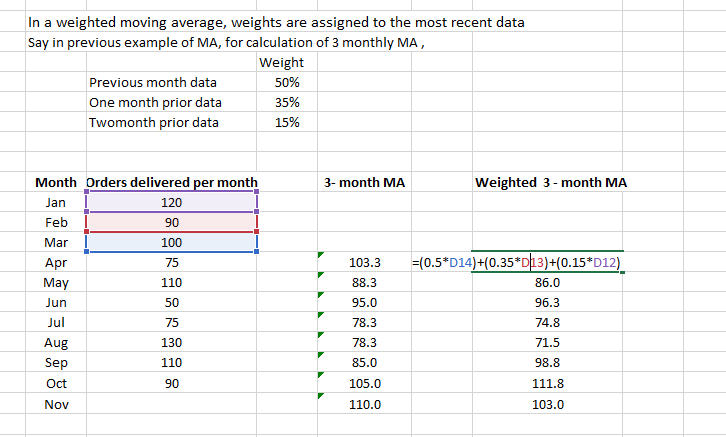 In a weighted moving average, weights are assigned to the most recent data
Say in previous example of MA, for calculation of 3 monthly MA ,
Weight
Previous month data 50%
One month prior data 35%
Twomonth prior data 15%
Month Orders delivered per month 3- month MA Weighted 3 - month MA
Jan 120
Feb 90
Mar 100
Apr 75 103.3 =(0.5*D14)+(0.35*D13)+(0.15*D12)
May 110 88.3 86.0
Jun 50 95.0 96.3
Jul 75 78.3 74.8
Aug 130 78.3 71.5
Sep 110 85.0 98.8
Oct 90 105.0 111.8
Nov 110.0 103.0